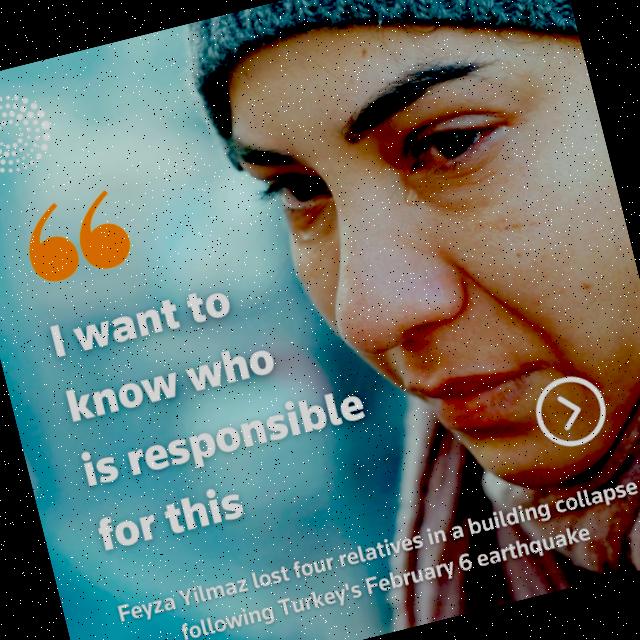 I want to
know who
is responsible
for this
Feyza Yilmaz lost four relatives in a building collapse
following Turkey's February 6 earthquake